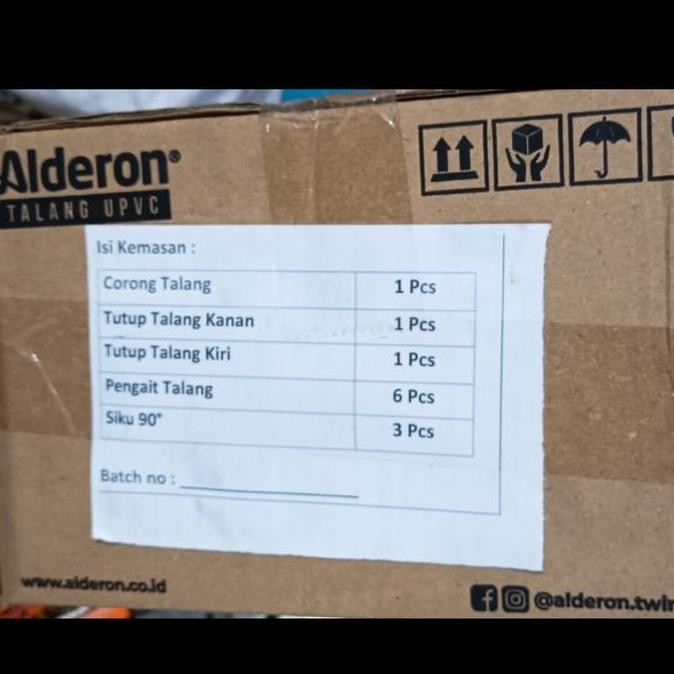 Alderon®
TALANG UPVC
Isi Kemasan :
Corong Talang 1 Pcs
Tutup Talang Kanan 1 Pcs
Tutup Talang Kiri 1 Pcs
Pengait Talang 6 Pcs
Siku 90° 3 Pcs
Batch no :
www.alderon.co.id
@alderon.twin